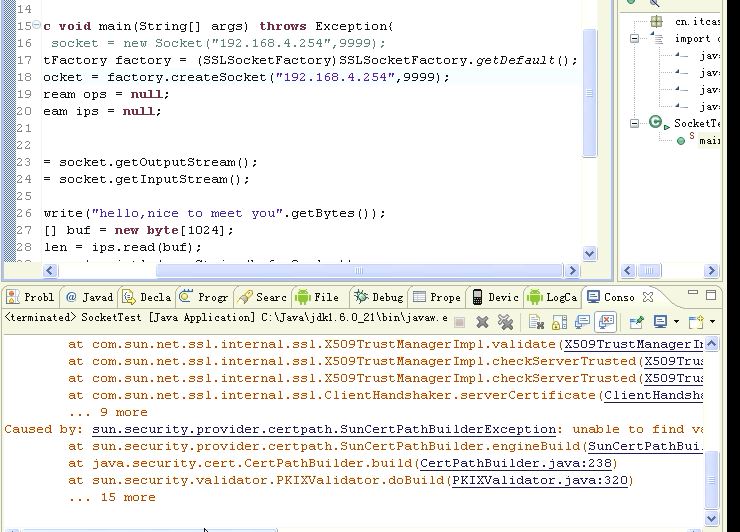 14
15 c void main(String[] args) throws Exception{
16 socket = new Socket("192.168.4.254",9999);
17 tFactory factory = (SSLSocketFactory)SSLSocketFactory.getDefault();
18 ocket = factory.createSocket("192.168.4.254",9999);
19 ream ops = null;
20 eam ips = null;
21
22
23 = socket.getOutputStream();
24 = socket.getInputStream();
25
26 write("hello,nice to meet you".getBytes());
27 [] buf = new byte[1024];
28 len = ips.read(buf);
cn.itcas
import d
jav
jav
jav
jav
SocketTe
S
mair
Probl @ Javad Decla Progr Searc File Debug Prope Devic LogCa Conso
<terminated> SocketTest [Java Application] C:\Java\jdk1.6.0_21\bin\javaw.e
at com.sun.net.ssl.internal.ssl.X509TrustManagerImpl.validate(X509TrustManagerIm
at com.sun.net.ssl.internal.ssl.X509TrustManagerImpl.checkServerTrusted(X509Trus
at com.sun.net.ssl.internal.ssl.X509TrustManagerImpl.checkServerTrusted(X509Trus
at com.sun.net.ssl.internal.ssl.ClientHandshaker.serverCertificate(ClientHandsha
... 9 more
Caused by: sun.security.provider.certpath.SunCertPathBuilderException: unable to find va
at sun.security.provider.certpath.SunCertPathBuilder.engineBuild(SunCertPathBui
at java.security.cert.CertPathBuilder.build(CertPathBuilder.java:238)
at sun.security.validator.PKIXValidator.doBuild(PKIXValidator.java:320)
... 15 more